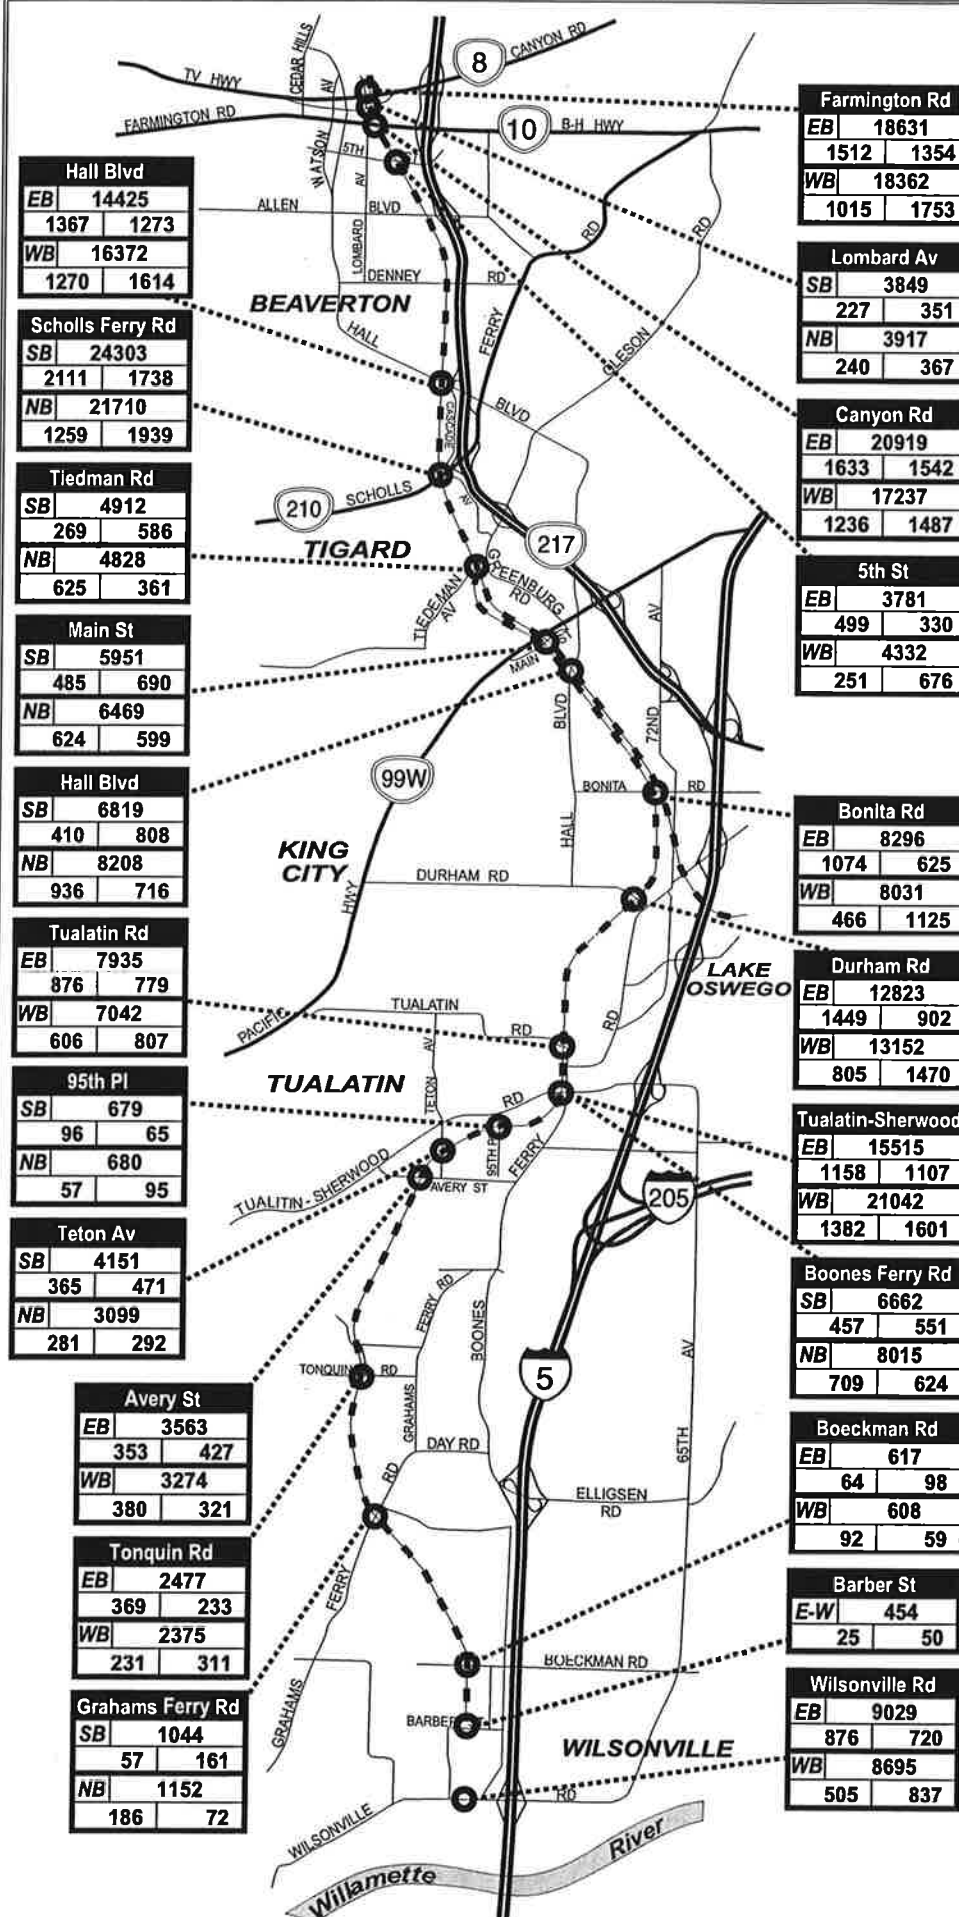 Hall Blvd
EB 14425
1367 1273
WB 16372
1270 1614
Scholls Ferry Rd
SB 24303
2111 1738
NB 21710
1259 1939
Tiedman Rd
SB 4912
269 586
NB 4828
625 361
Main St
SB 5951
485 690
NB 6469
624 599
Hall Blvd
SB 6819
410 808
NB 8208
936 716
Tualatin Rd
EB 7935
876 779
WB 7042
606 807
95th Pl
SB 679
96 65
NB 680
57 95
Teton Av
SB 4151
365 471
NB 3099
281 292
Avery St
EB 3563
353 427
WB 3274
380 321
Tonquin Rd
EB 2477
369 233
WB 2375
231 311
Grahams Ferry Rd
SB 1044
57 161
NB 1152
186 72
CEDAR HILLS
AV
TV HWY
FARMINGTON RD
WATSON
8
CANYON RD
10
B-H HWY
5TH
AV
ALLEN BLVD
LOMBARD
DENNEY RD
BEAVERTON
HALL
BLVD
CASCADE
AV
FERRY
RD
OLESON
RD
210
SCHOLLS
217
TIGARD
GREENBURG
RD
TIEDEMAN
AV
MAIN
BLVD
72ND
AV
99W
BONITA RD
HALL
KING
CITY
DURHAM RD
HWY
PACIFIC
LAKE
OSWEGO
TUALATIN
RD
RD
AV
TETON
TUALATIN
RD
95TH P
FERRY
TUALITIN - SHERWOOD
AVERY ST
205
FERRY RD
BOONES
TONQUIN RD
GRAHAMS
5
AV
65TH
DAY RD
RD
ELLIGSEN
RD
FERRY
GRAHAMS
BOECKMAN RD
BARBER
WILSONVILLE
RD
WILSONVILLE
Willamette River
Farmington Rd
EB 18631
1512 1354
WB 18362
1015 1753
Lombard Av
SB 3849
227 351
NB 3917
240 367
Canyon Rd
EB 20919
1633 1542
WB 17237
1236 1487
5th St
EB 3781
499 330
WB 4332
251 676
Bonita Rd
EB 8296
1074 625
WB 8031
466 1125
Durham Rd
EB 12823
1449 902
WB 13152
805 1470
Tualatin-Sherwood
EB 15515
1158 1107
WB 21042
1382 1601
Boones Ferry Rd
SB 6662
457 551
NB 8015
709 624
Boeckman Rd
EB 617
64 98
WB 608
92 59
Barber St
E-W 454
25 50
Wilsonville Rd
EB 9029
876 720
WB 8695
505 837